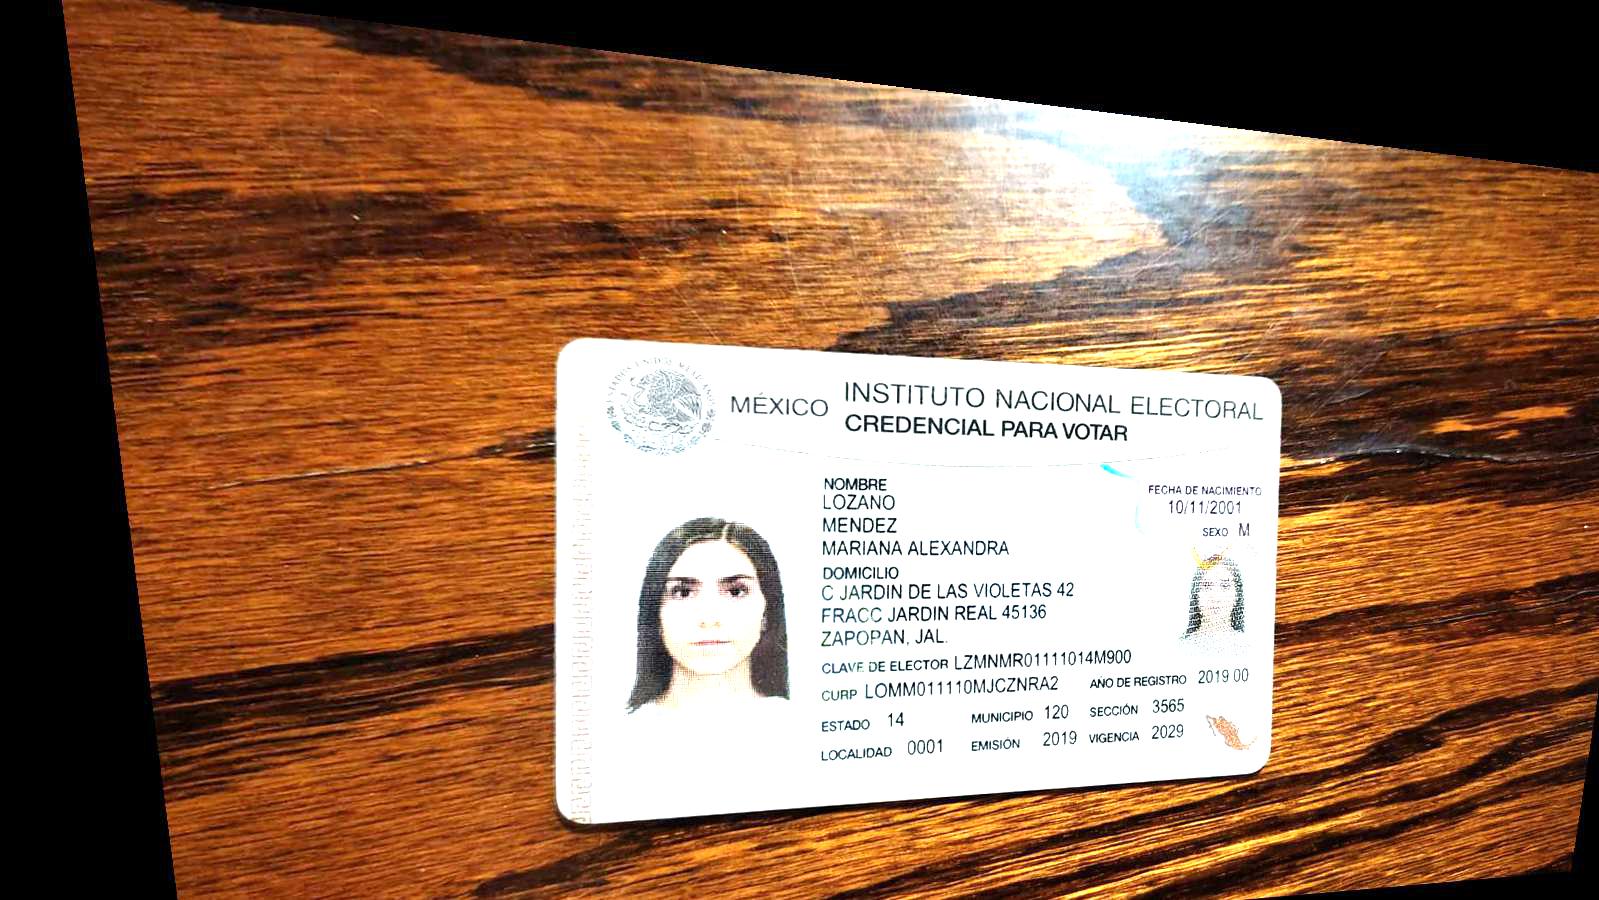 MÉXICO INSTITUTO NACIONAL ELECTORAL
CREDENCIAL PARA VOTAR
NOMBRE
LOZANO
MENDEZ
MARIANA ALEXANDRA
FECHA DE NACIMIENTO
10/11/2001
SEXO M
DOMICILIO
C JARDIN DE LAS VIOLETAS 42
FRACC JARDIN REAL 45136
ZAPOPAN, JAL.
CLAVE DE ELECTOR LZMNMR01111014M900
CURP LOMM011110MJCZNRA2 AÑO DE REGISTRO 2019 00
ESTADO 14 MUNICIPIO 120 SECCIÓN 3565
LOCALIDAD 0001 EMISIÓN 2019 VIGENCIA 2029